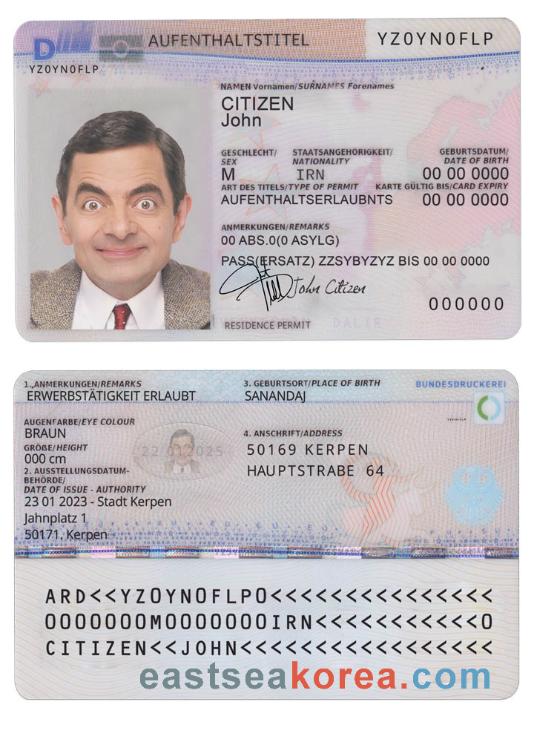 D
AUFENTHALTSTITEL
YZ0YN0FLP
YZ0YN0FLP
NAMEN Vornamen/SURNAMES Forenames
CITIZEN
John
GESCHLECHT/ STAATSANGEHÖRIGKEIT/ GEBURTSDATUM/
SEX NATIONALITY DATE OF BIRTH
M IRN 00 00 0000
ART DES TITELS/TYPE OF PERMIT KARTE GÜLTIG BIS/CARD EXPIRY
AUFENTHALTSERLAUBNTS 00 00 0000
ANMERKUNGEN/REMARKS
00 ABS.0(0 ASYLG)
PASS(ERSATZ) ZZSYBYZYZ BIS 00 00 0000
John Citizen
000000
RESIDENCE PERMIT
1.,ANMERKUNGEN/REMARKS 3. GEBURTSORT/PLACE OF BIRTH BUNDESDRUCKEREI
ERWERBSTÄTIGKEIT ERLAUBT SANANDAJ
AUGENFARBE/EYE COLOUR
BRAUN
4. ANSCHRIFT/ADDRESS
GRÖBE/HEIGHT
50169 KERPEN
000 cm
22 01 2025
HAUPTSTRABE 64
2. AUSSTELLUNGSDATUM-
BEHÖRDE/
DATE OF ISSUE - AUTHORITY
23 01 2023 - Stadt Kerpen
Jahnplatz 1
50171. Kerpen
ARD<<YZ0YN0FLP0<<<<<<<<<<<<<<<
0000000M0000000IRN<<<<<<<<<<<0
CITIZEN<<JOHN<<<<<<<<<<<<<<<<<
eastseakorea.com